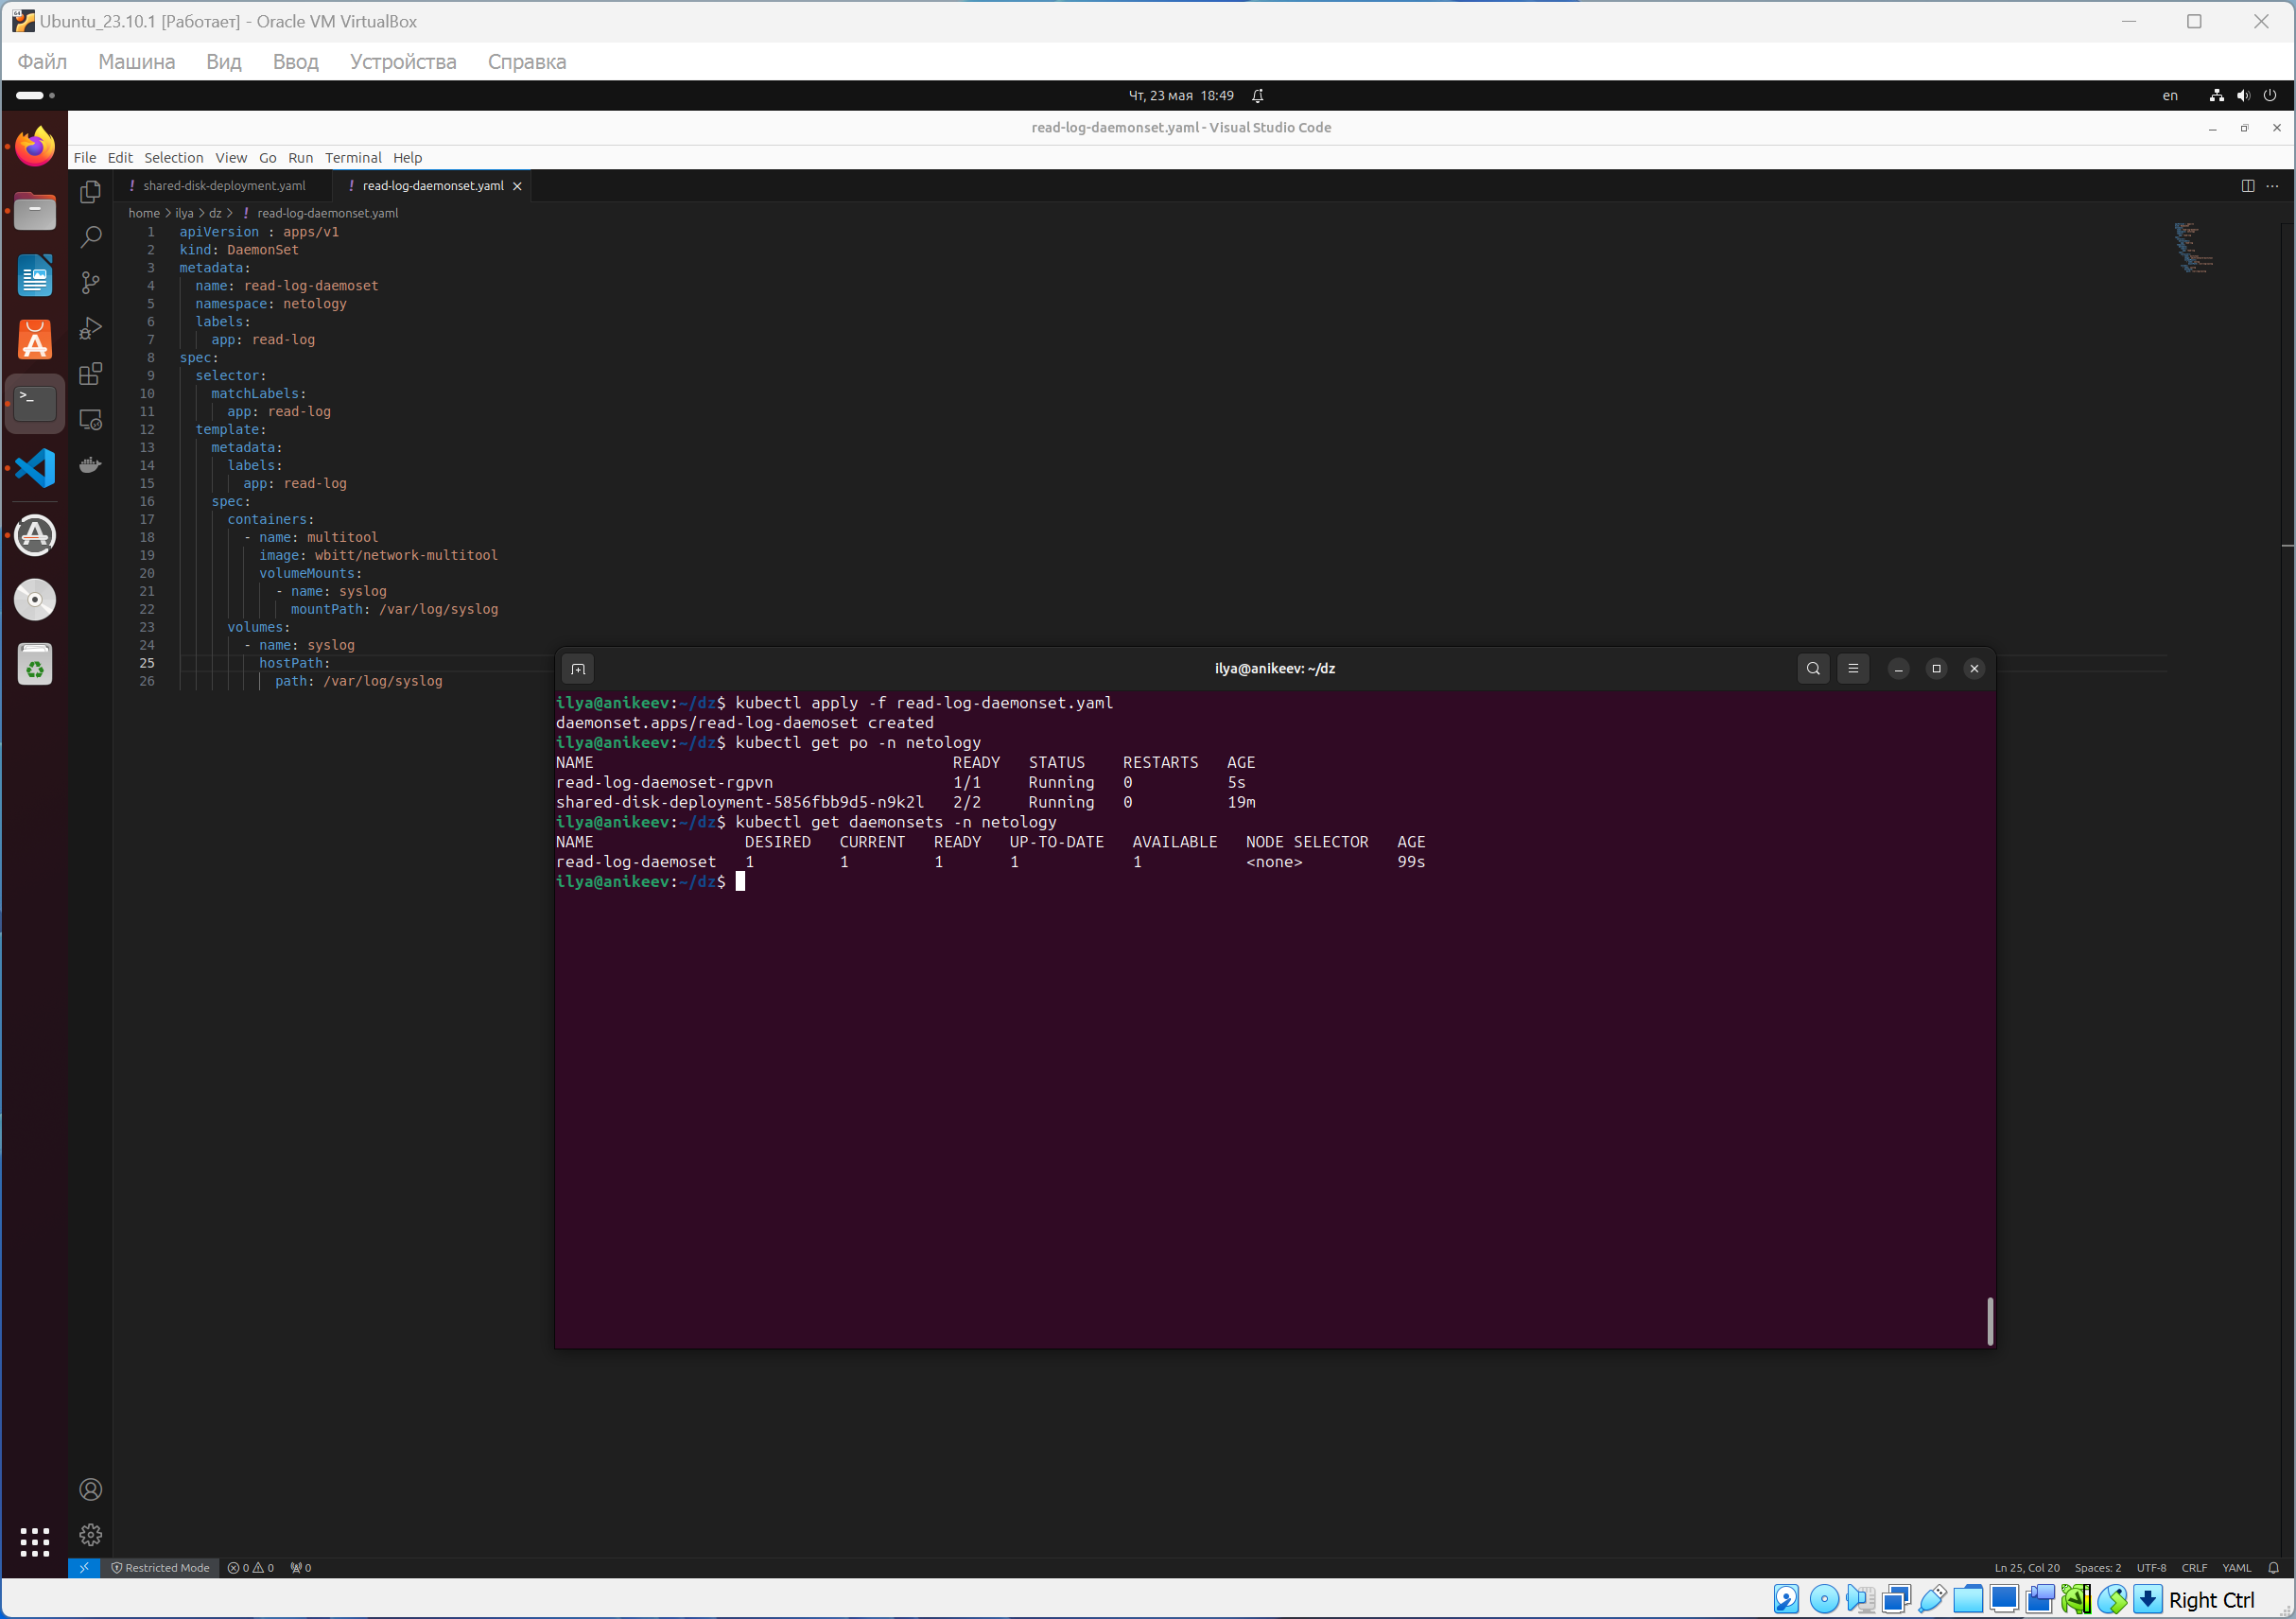 Ubuntu_23.10.1 [Работает] - Oracle VM VirtualBox
Файл Машина Вид Ввод Устройства Справка
Чт, 23 мая 18:49
en
read-log-daemonset.yaml - Visual Studio Code
File Edit Selection View Go Run Terminal Help
! shared-disk-deployment.yaml ! read-log-daemonset.yaml
home > ilya > dz > ! read-log-daemonset.yaml
1 apiVersion : apps/v1
2 kind: DaemonSet
3 metadata:
4 name: read-log-daemoset
5 namespace: netology
6 labels:
7 app: read-log
8 spec:
9 selector:
10 matchLabels:
11 app: read-log
12 template:
13 metadata:
14 labels:
15 app: read-log
16 spec:
17 containers:
18 - name: multitool
19 image: wbitt/network-multitool
20 volumeMounts:
21 - name: syslog
22 mountPath: /var/log/syslog
23 volumes:
24 - name: syslog
25 hostPath:
26 path: /var/log/syslog
ilya@anikeev: ~/dz
ilya@anikeev:~/dz$ kubectl apply -f read-log-daemonset.yaml
daemonset.apps/read-log-daemoset created
ilya@anikeev:~/dz$ kubectl get po -n netology
NAME READY STATUS RESTARTS AGE
read-log-daemoset-rgpvn 1/1 Running 0 5s
shared-disk-deployment-5856fbb9d5-n9k2l 2/2 Running 0 19m
ilya@anikeev:~/dz$ kubectl get daemonsets -n netology
NAME DESIRED CURRENT READY UP-TO-DATE AVAILABLE NODE SELECTOR AGE
read-log-daemoset 1 1 1 1 1 <none> 99s
ilya@anikeev:~/dz$
Restricted Mode 0 0 0
Ln 25, Col 20 Spaces: 2 UTF-8 CRLF YAML
Right Ctrl